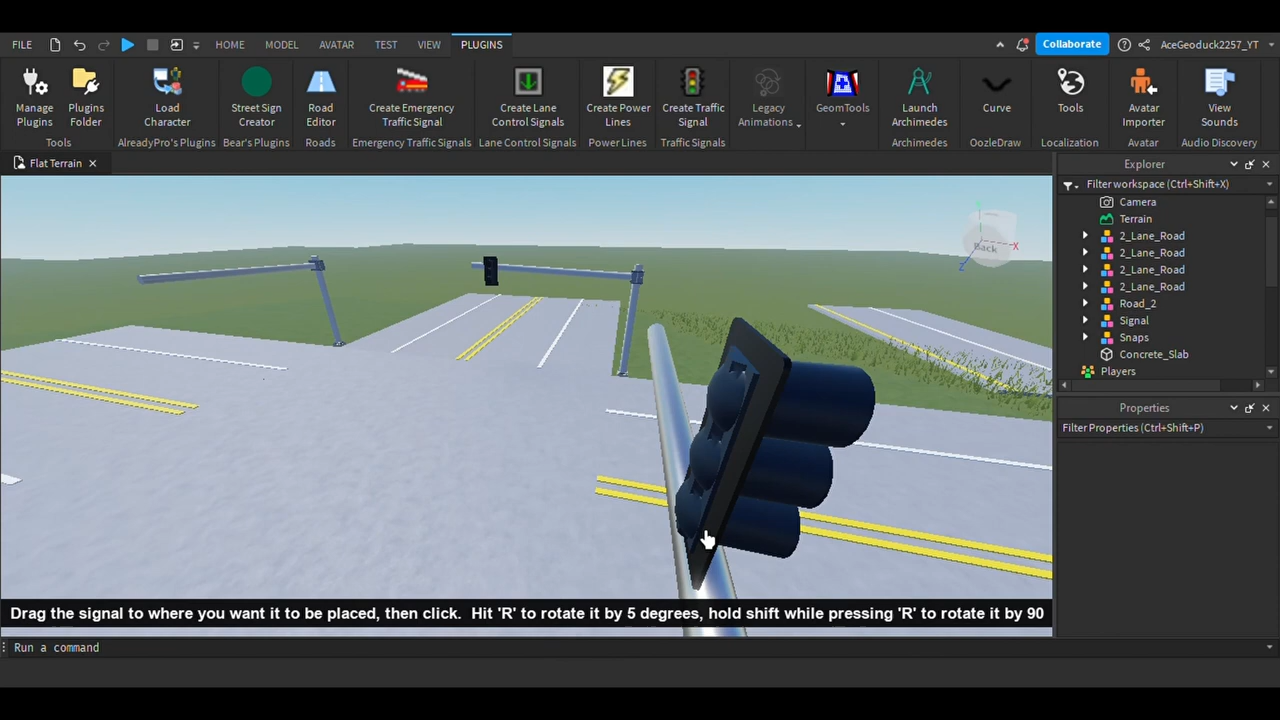 FILE HOME MODEL AVATAR TEST VIEW PLUGINS Collaborate AceGeoduck2257_YT
Manage Plugins
Plugins Folder
Load Character
Street Sign Creator
Road Editor
Create Emergency Traffic Signal
Create Lane Control Signals
Create Power Lines
Create Traffic Signal
Legacy Animations
GeomTools
Launch Archimedes
Curve
Tools
Avatar Importer
View Sounds
Tools AlreadyPro's Plugins Bear's Plugins Roads Emergency Traffic Signals Lane Control Signals Power Lines Traffic Signals Archimedes OozleDraw Localization Avatar Audio Discovery
Flat Terrain
Explorer
Filter workspace (Ctrl+Shift+X)
Camera
Terrain
2_Lane_Road
2_Lane_Road
2_Lane_Road
2_Lane_Road
Road_2
Signal
Snaps
Concrete_Slab
Players
Properties
Filter Properties (Ctrl+Shift+P)
Back
X
Z
Drag the signal to where you want it to be placed, then click. Hit 'R' to rotate it by 5 degrees, hold shift while pressing 'R' to rotate it by 90
Run a command